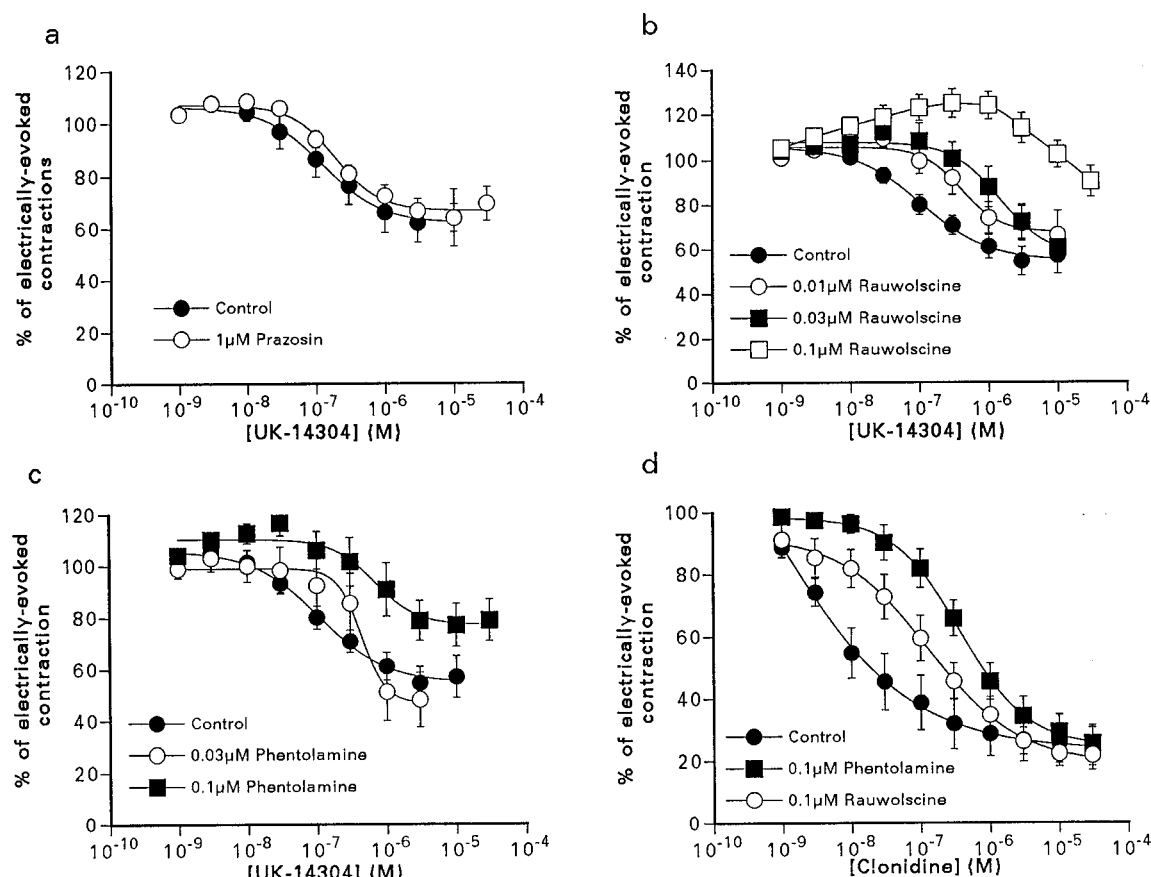 a
120
100
80
60
40
20
0
% of electrically-evoked
contractions
Control
1µM Prazosin
10-10 10-9 10-8 10-7 10-6 10-5 10-4
[UK-14304] (M)
b
140
120
100
80
60
40
20
0
% of electrically-evoked
contraction
Control
0.01µM Rauwolscine
0.03µM Rauwolscine
0.1µM Rauwolscine
10-10 10-9 10-8 10-7 10-6 10-5 10-4
[UK-14304] (M)
c
120
100
80
60
40
20
0
% of electrically-evoked
contraction
Control
0.03µM Phentolamine
0.1µM Phentolamine
10-10 10-9 10-8 10-7 10-6 10-5 10-4
[UK-14304] (M)
d
100
80
60
40
20
0
% of electrically-evoked
contraction
Control
0.1µM Phentolamine
0.1µM Rauwolscine
10-10 10-9 10-8 10-7 10-6 10-5 10-4
[Clonidine] (M)